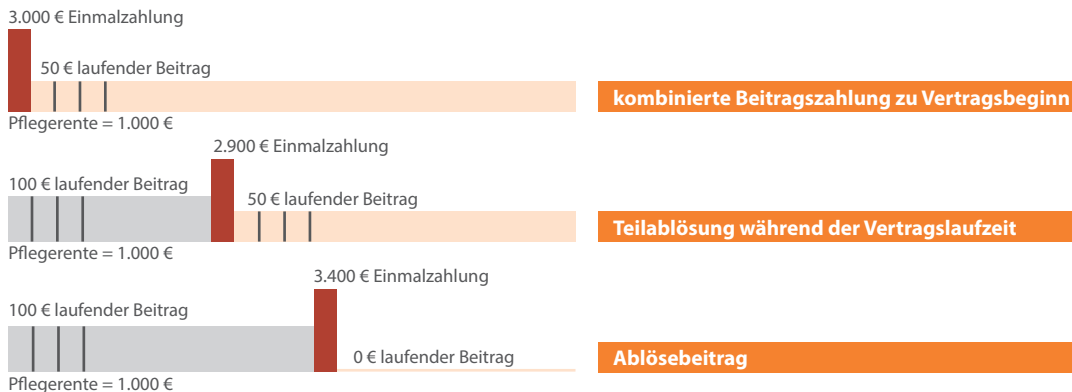 3.000 € Einmalzahlung
50 € laufender Beitrag
kombinierte Beitragszahlung zu Vertragsbeginn
Pflegerente = 1.000 €
2.900 € Einmalzahlung
100 € laufender Beitrag
50 € laufender Beitrag
Teilablösung während der Vertragslaufzeit
Pflegerente = 1.000 €
3.400 € Einmalzahlung
100 € laufender Beitrag
0 € laufender Beitrag
Ablösebeitrag
Pflegerente = 1.000 €